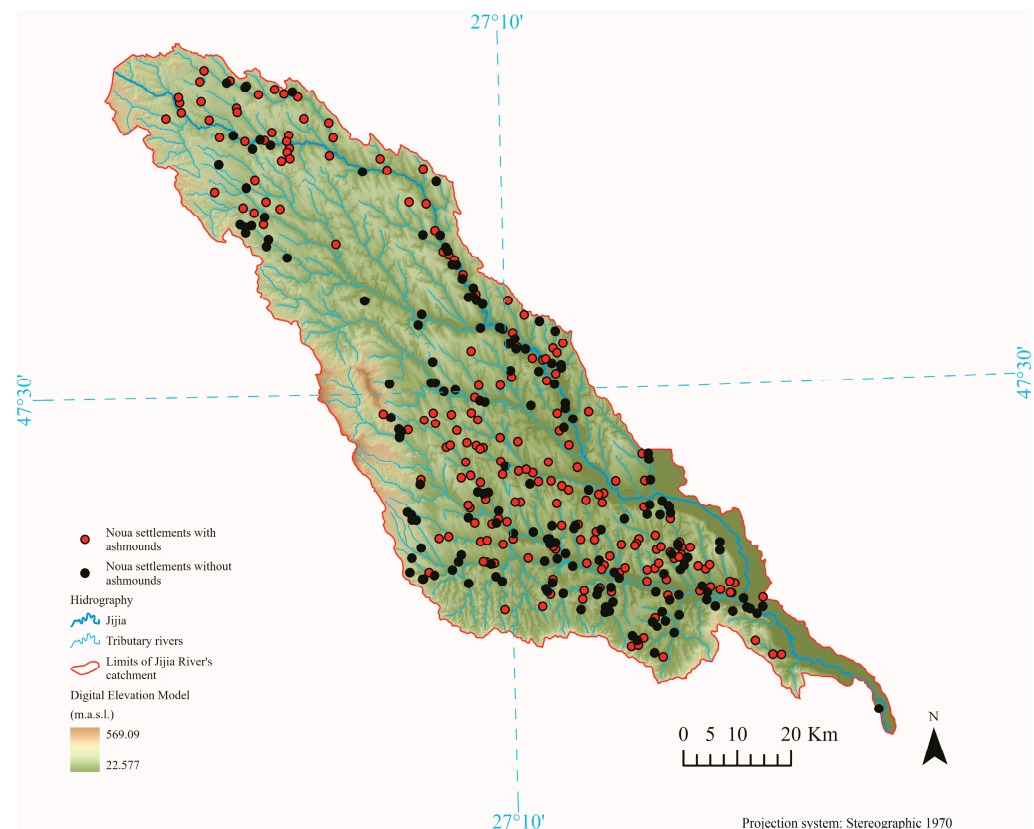 27°10'
47°30'
47°30'
Noua settlements with
ashmounds
Noua settlements without
ashmounds
Hidrography
Jijia
Tributary rivers
Limits of Jijia River's
catchment
Digital Elevation Model
(m.a.s.l.)
569.09
22.577
N
0 5 10 20 Km
27°10'
Projection system: Stereographic 1970